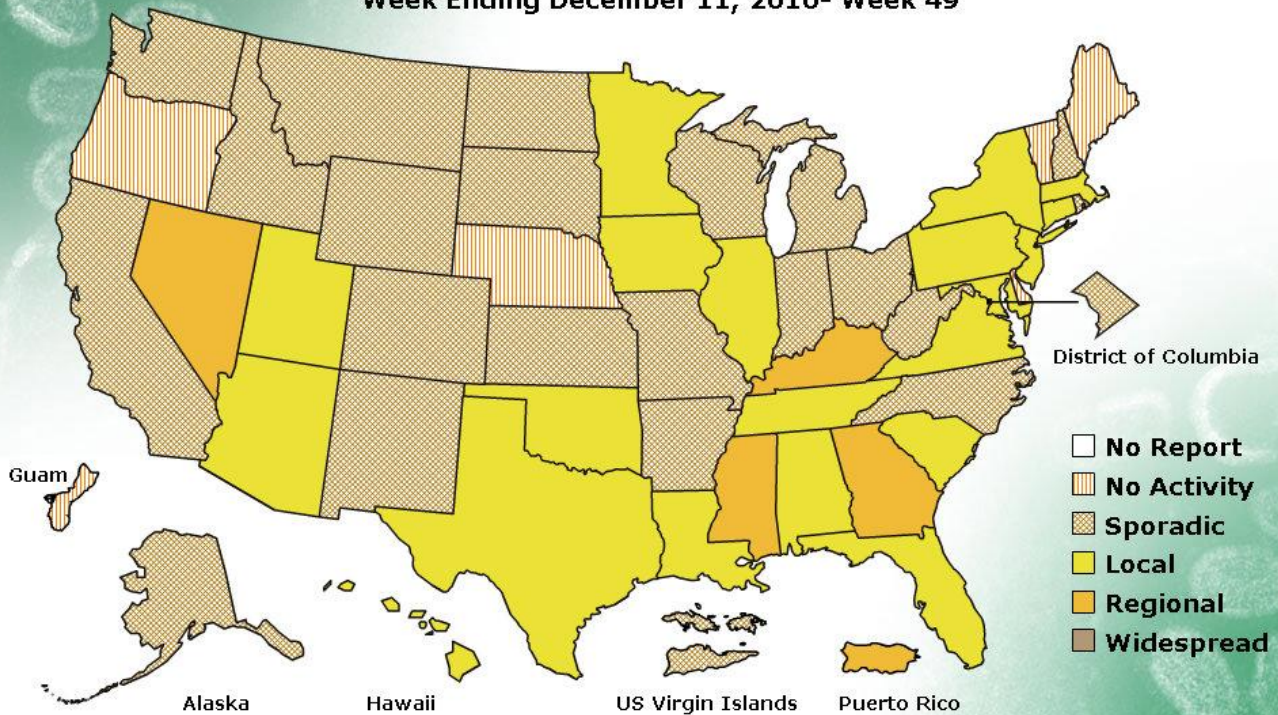 Week Ending December 11, 2010- Week 49
District of Columbia
Guam
No Report
No Activity
Sporadic
Local
Regional
Widespread
Alaska
Hawaii
US Virgin Islands
Puerto Rico